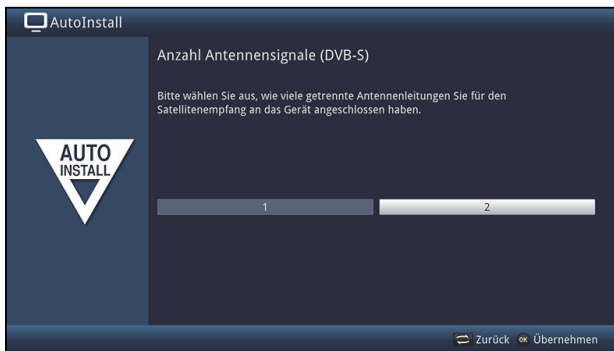 AutoInstall
Anzahl Antennensignale (DVB-S)
Bitte wählen Sie aus, wie viele getrennte Antennenleitungen Sie für den
Satellitenempfang an das Gerät angeschlossen haben.
AUTO
INSTALL
1 2
Zurück OK Übernehmen